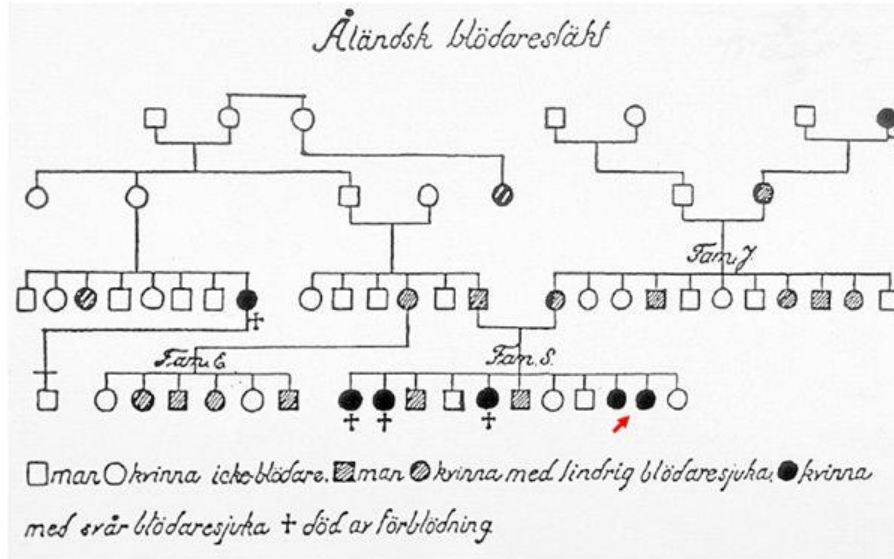 Åländsk blödaresläkt
Fam. J.
Fam. E. Fam. S.
man kvinna icke-blödare. man kvinna med lindrig blödaresjuka, kvinna
med svår blödaresjuka † död av förblödning